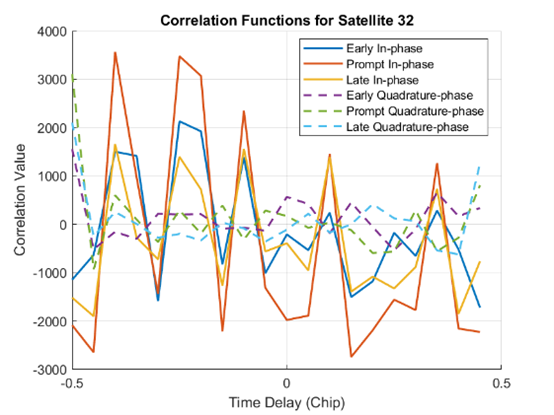 Correlation Functions for Satellite 32
4000
3000
2000
1000
0
-1000
-2000
-3000
Correlation Value
Early In-phase
Prompt In-phase
Late In-phase
Early Quadrature-phase
Prompt Quadrature-phase
Late Quadrature-phase
-0.5
0
0.5
Time Delay (Chip)